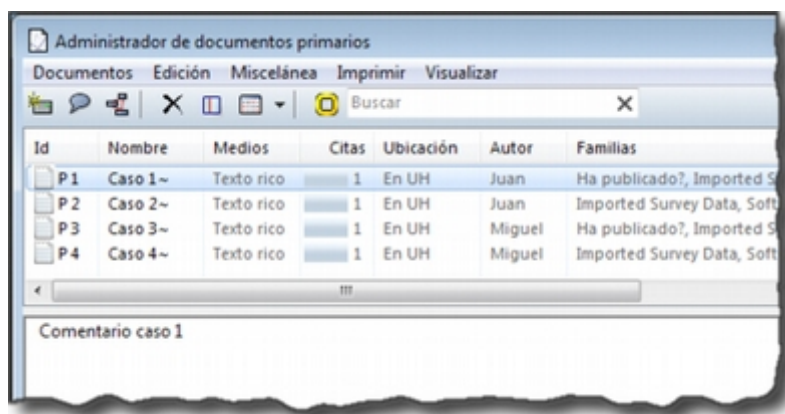 Administrador de documentos primarios
Documentos Edición Miscelánea Imprimir Visualizar
Buscar
Id Nombre Medios Citas Ubicación Autor Familias
P 1 Caso 1~ Texto rico 1 En UH Juan Ha publicado?, Imported S
P 2 Caso 2~ Texto rico 1 En UH Juan Imported Survey Data, Soft
P 3 Caso 3~ Texto rico 1 En UH Miguel Ha publicado?, Imported S
P 4 Caso 4~ Texto rico 1 En UH Miguel Imported Survey Data, Soft
Comentario caso 1